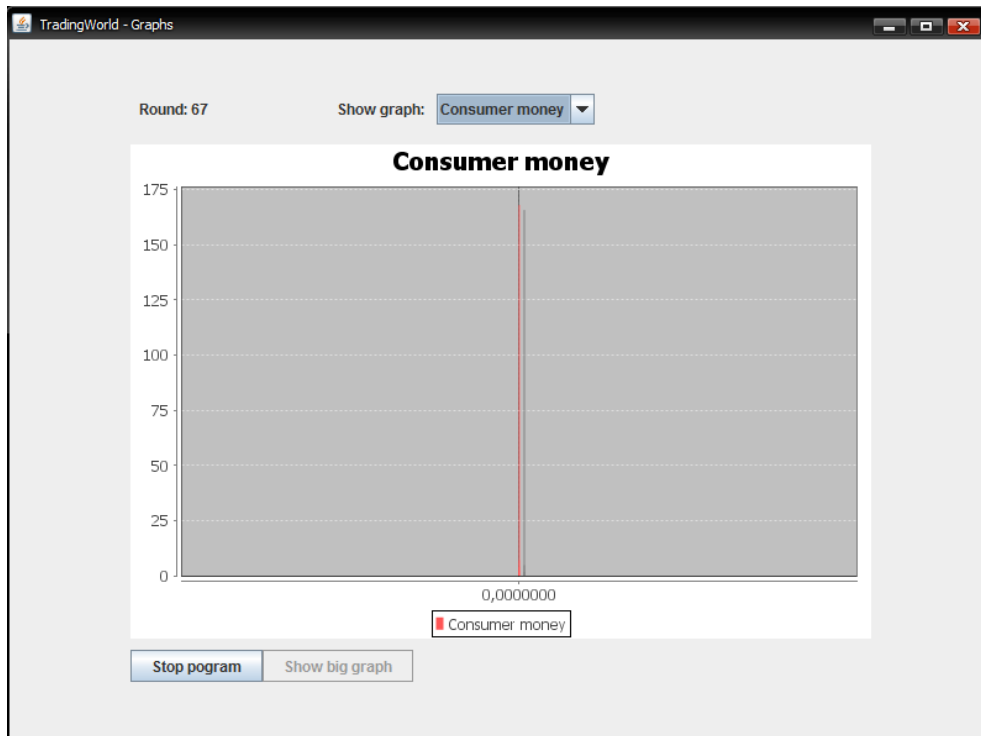 TradingWorld - Graphs
Round: 67 Show graph: Consumer money
Consumer money
175
150
125
100
75
50
25
0
0,0000000
Consumer money
Stop pogram Show big graph